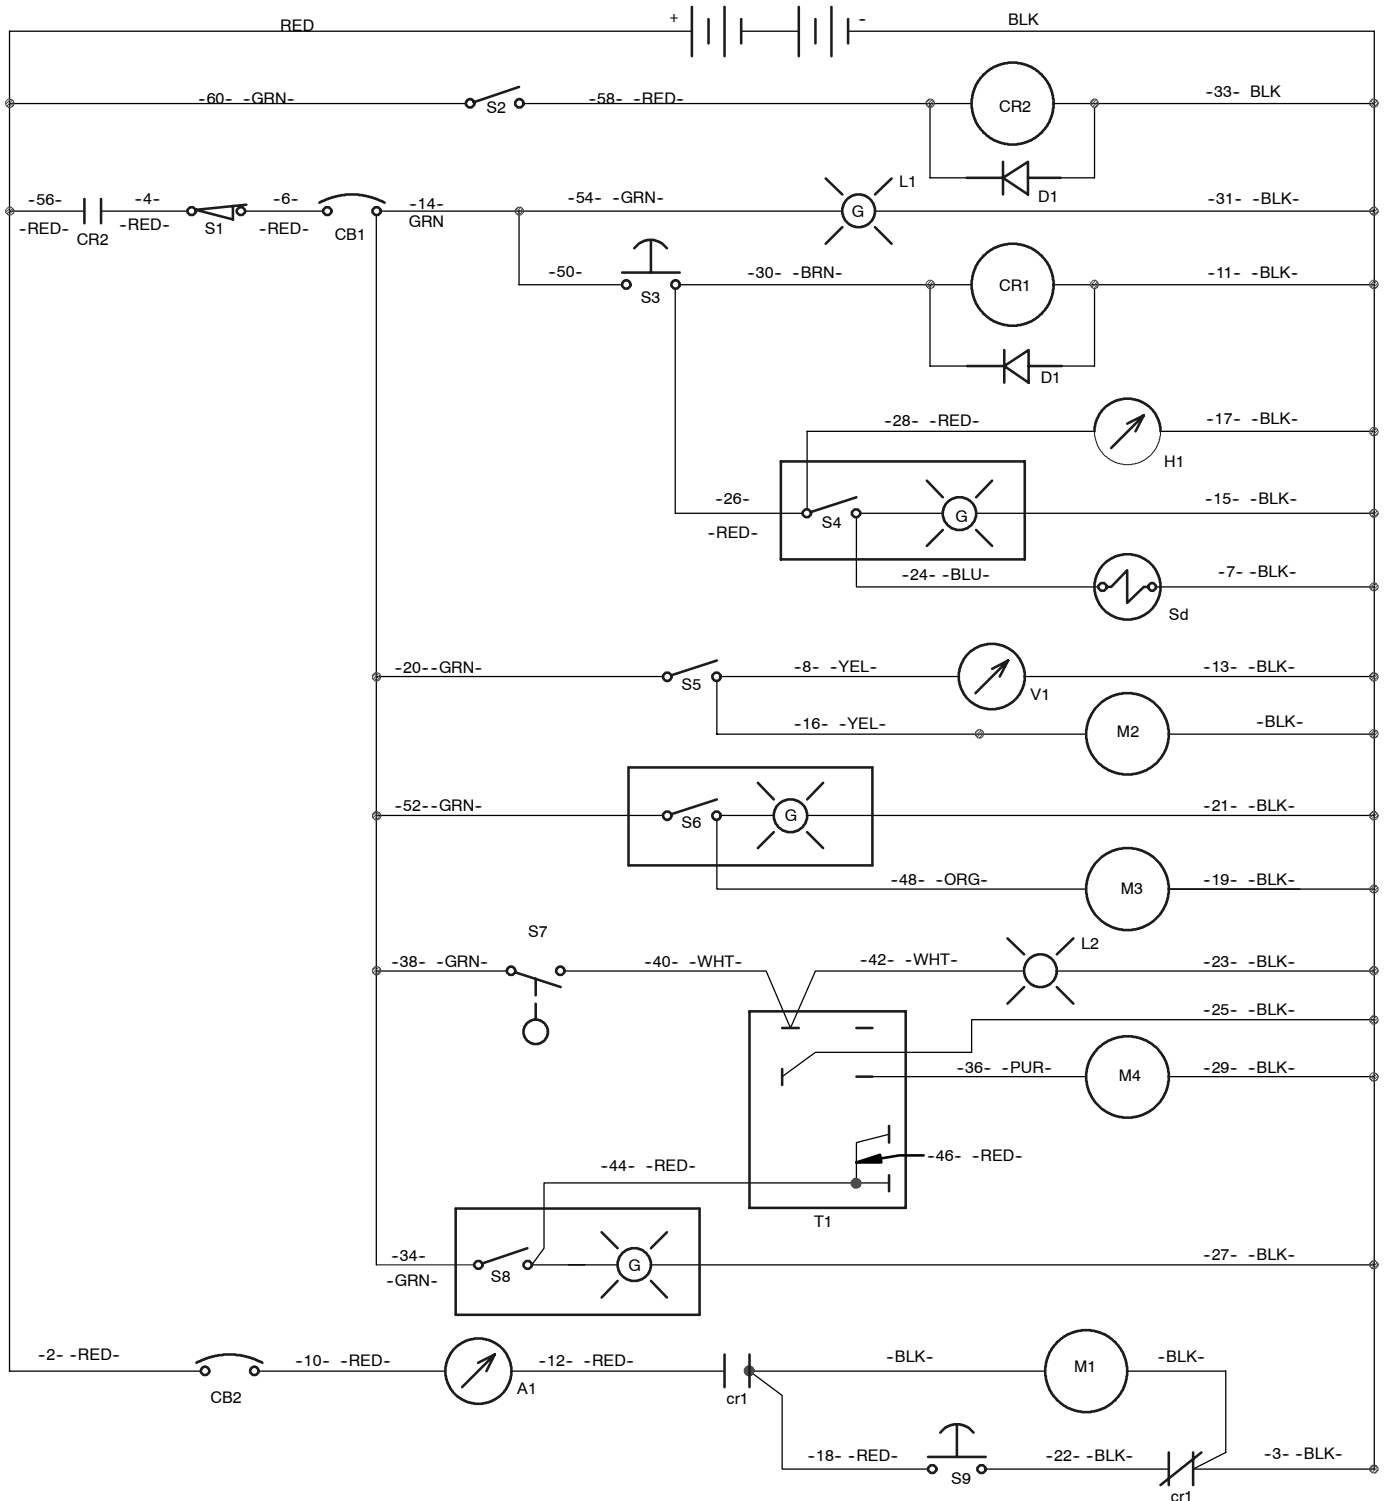 RED + - BLK
-60- -GRN- S2 -58- -RED- CR2 -33- BLK
D1
-56- -RED- CR2 -4- -RED- S1 -6- -RED- CB1 -14- GRN -54- -GRN- G L1 -31- -BLK-
-50- S3 -30- -BRN- CR1 -11- -BLK-
D1
-28- -RED- H1 -17- -BLK-
-26- -RED- S4 G -15- -BLK-
-24- -BLU- Sd -7- -BLK-
-20--GRN- S5 -8- -YEL- V1 -13- -BLK-
-16- -YEL- M2 -BLK-
-52--GRN- S6 G -21- -BLK-
-48- -ORG- M3 -19- -BLK-
S7
-38- -GRN- -40- -WHT- -42- -WHT- L2 -23- -BLK-
-25- -BLK-
-36- -PUR- M4 -29- -BLK-
-46- -RED-
-44- -RED-
T1
-34- -GRN- S8 G -27- -BLK-
-2- -RED- CB2 -10- -RED- A1 -12- -RED- cr1 -BLK- M1 -BLK-
-18- -RED- S9 -22- -BLK- cr1 -3- -BLK-